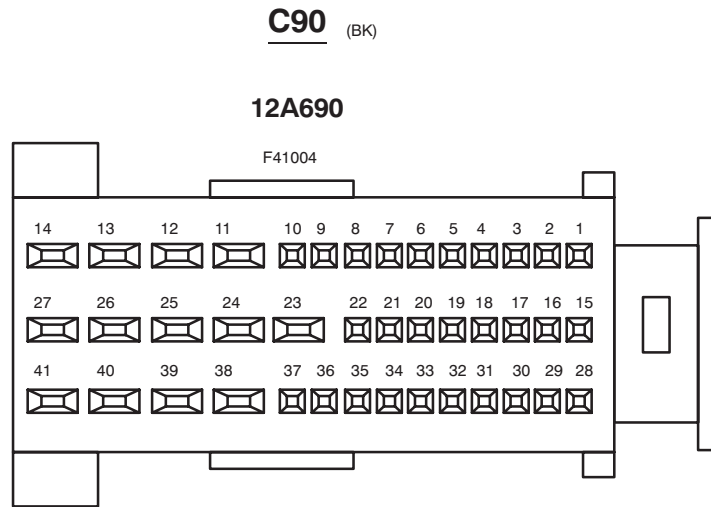 C90 (BK)
12A690
F41004
14 13 12 11 10 9 8 7 6 5 4 3 2 1
27 26 25 24 23 22 21 20 19 18 17 16 15
41 40 39 38 37 36 35 34 33 32 31 30 29 28